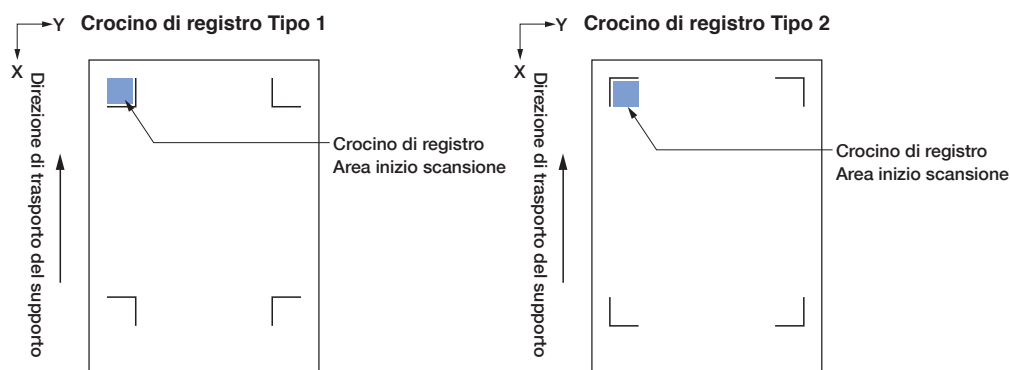 Y Crocino di registro Tipo 1
X
Direzione di trasporto del supporto
Crocino di registro
Area inizio scansione
Y Crocino di registro Tipo 2
X
Direzione di trasporto del supporto
Crocino di registro
Area inizio scansione